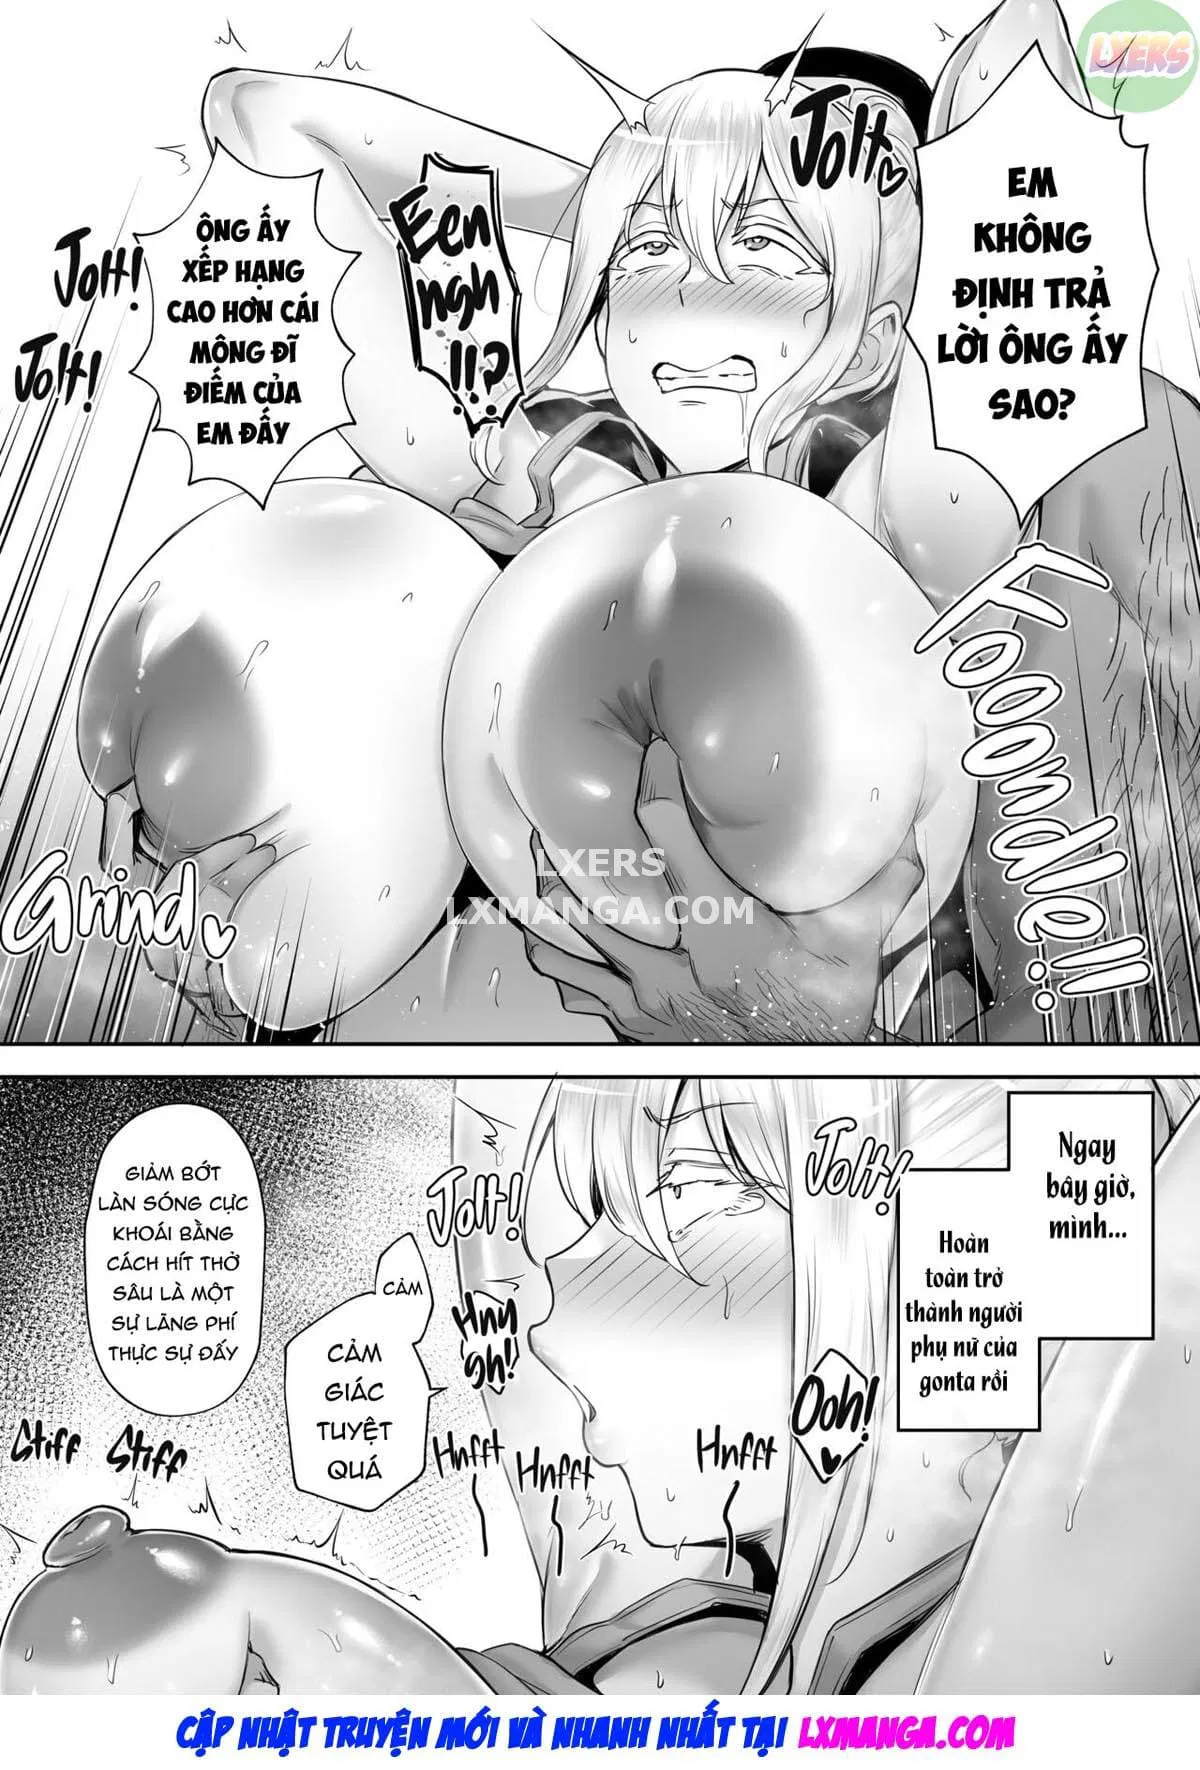 LXERS
EM
KHÔNG
ĐỊNH TRẢ
LỜI ÔNG ẤY
SAO?
Jolt
Eeen
ngh
!!?
ÔNG ẤY
XẾP HẠNG
CAO HƠN CÁI
MÔNG ĐĨ
ĐIẾM CỦA
EM ĐẤY
Jolt!
Jolt!
Fooondle!!
Grind
LXERS
LXMANGA.COM
Ngay
bây giờ,
mình...
Hoàn
toàn trở
thành người
phụ nữ của
gonta rồi
Jolt!
Jolt!
Ooh!
Hnn
gh!
CẢM
CẢM
GIÁC
TUYỆT
QUÁ
Hnfft
Hnfft
Hnfft
GIẢM BỚT
LÀN SÓNG CỰC
KHOÁI BẰNG
CÁCH HÍT THỞ
SÂU LÀ MỘT
SỰ LÃNG PHÍ
THỰC SỰ ĐẤY
Stiff
Stiff
CẬP NHẬT TRUYỆN MỚI VÀ NHANH NHẤT TẠI LXMANGA.COM